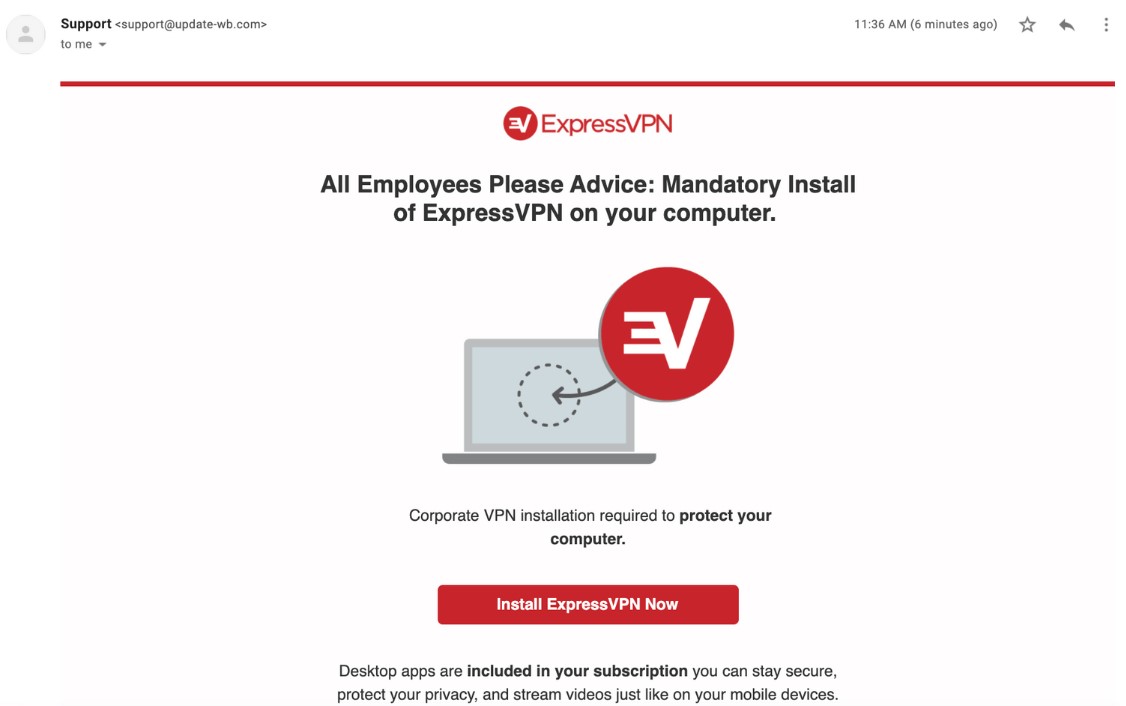 Support <support@update-wb.com>
11:36 AM (6 minutes ago)
to me
ExpressVPN
All Employees Please Advice: Mandatory Install
of ExpressVPN on your computer.
Corporate VPN installation required to protect your
computer.
Install ExpressVPN Now
Desktop apps are included in your subscription you can stay secure,
protect your privacy, and stream videos just like on your mobile devices.